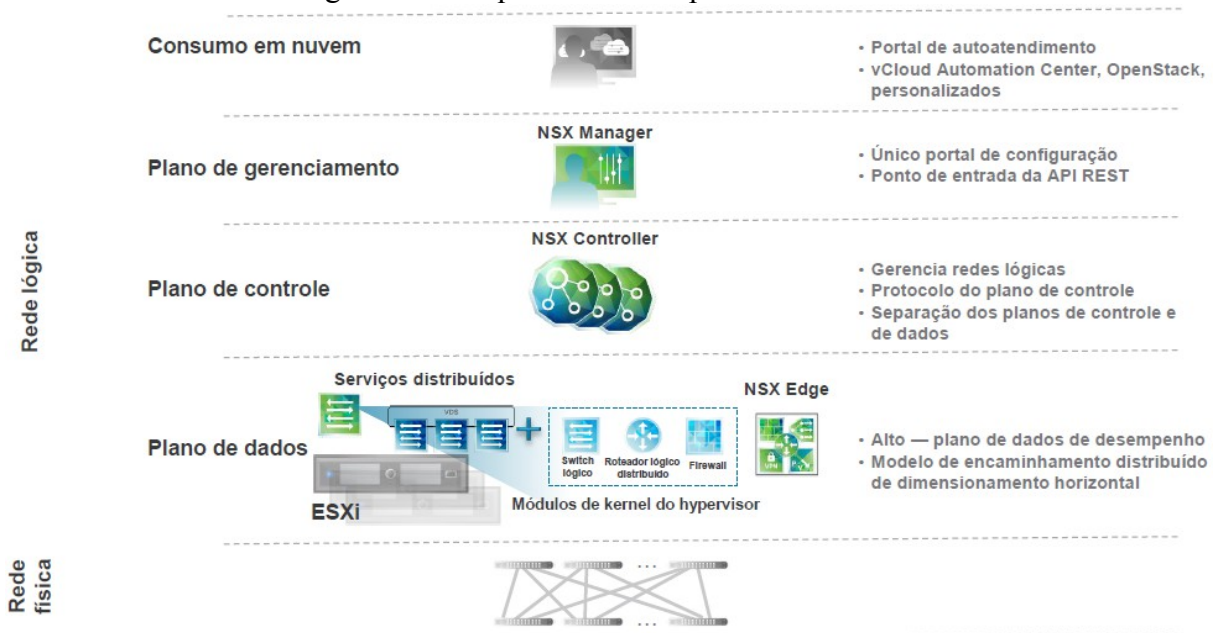 Consumo em nuvem
• Portal de autoatendimento
• vCloud Automation Center, OpenStack,
personalizados
NSX Manager
Plano de gerenciamento
• Único portal de configuração
• Ponto de entrada da API REST
Rede lógica
NSX Controller
Plano de controle
• Gerencia redes lógicas
• Protocolo do plano de controle
• Separação dos planos de controle e
de dados
Serviços distribuídos
NSX Edge
VDS
Plano de dados
Switch
lógico
Roteador lógico
distribuído
Firewall
VPN
ESXi
Módulos de kernel do hypervisor
• Alto — plano de dados de desempenho
• Modelo de encaminhamento distribuído
de dimensionamento horizontal
Rede
física
...
...